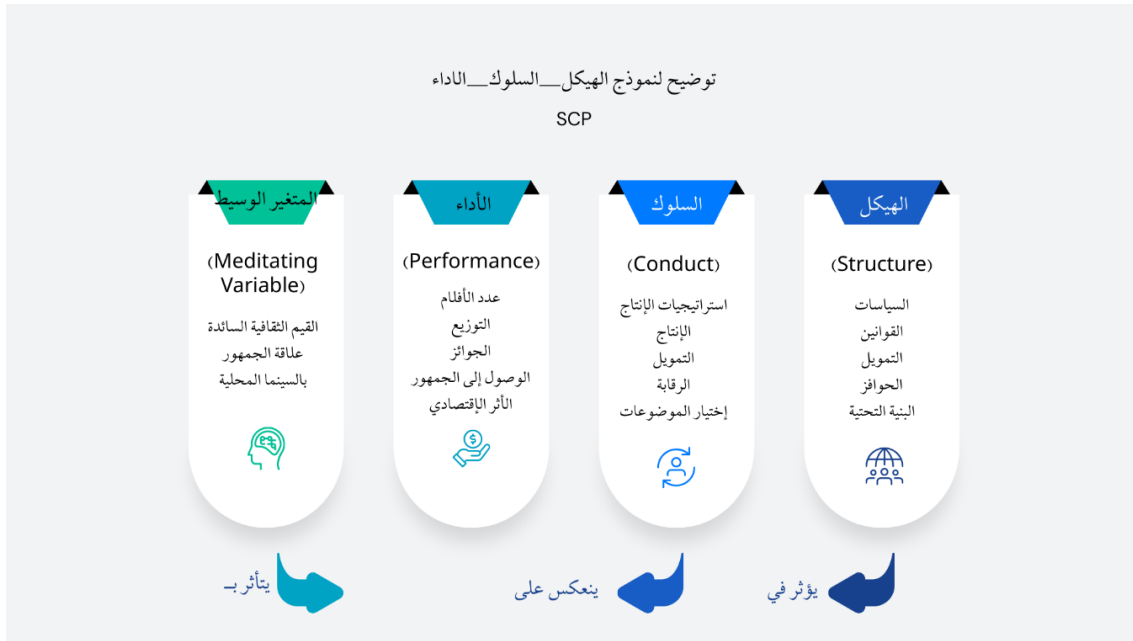 توضيح لنموذج الهيكل__السلوك__الاداء
SCP
الهيكل
(Structure)
السياسات
القوانين
التمويل
الحوافز
البنية التحتية
السلوك
(Conduct)
استراتيجيات الإنتاج
الإنتاج
التمويل
الرقابة
إختيار الموضوعات
الأداء
(Performance)
عدد الأفلام
التوزيع
الجوائز
الوصول إلى الجمهور
الأثر الإقتصادي
المتغير الوسيط
(Meditating
Variable)
القيم الثقافية السائدة
علاقة الجمهور
بالسينما المحلية
يؤثر في
ينعكس على
يتأثر بـ